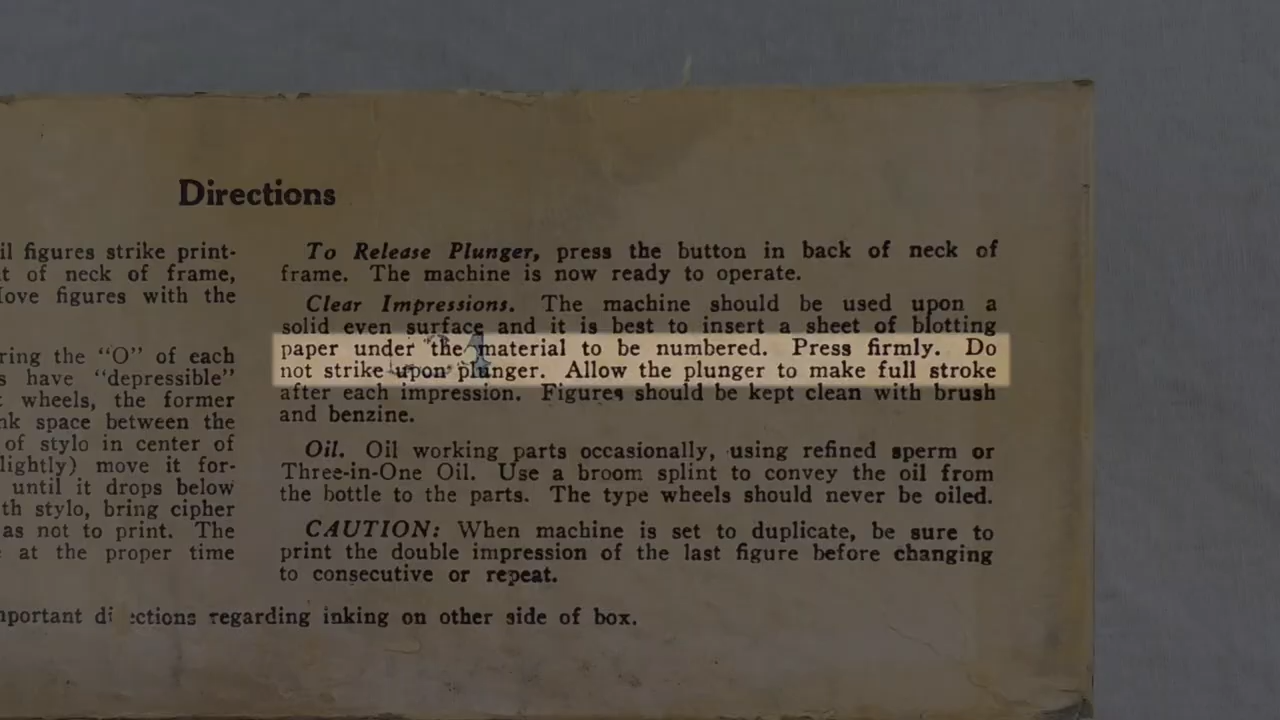 Directions
il figures strike print-
t of neck of frame,
ove figures with the
ring the "O" of each
s have "depressible"
wheels, the former
nk space between the
of stylo in center of
lightly) move it for-
until it drops below
th stylo, bring cipher
as not to print. The
at the proper time
To Release Plunger, press the button in back of neck of
frame. The machine is now ready to operate.
Clear Impressions. The machine should be used upon a
solid even surface and it is best to insert a sheet of blotting
paper under the material to be numbered. Press firmly. Do
not strike upon plunger. Allow the plunger to make full stroke
after each impression. Figures should be kept clean with brush
and benzine.
Oil. Oil working parts occasionally, using refined sperm or
Three-in-One Oil. Use a broom splint to convey the oil from
the bottle to the parts. The type wheels should never be oiled.
CAUTION: When machine is set to duplicate, be sure to
print the double impression of the last figure before changing
to consecutive or repeat.
mportant di ections regarding inking on other side of box.